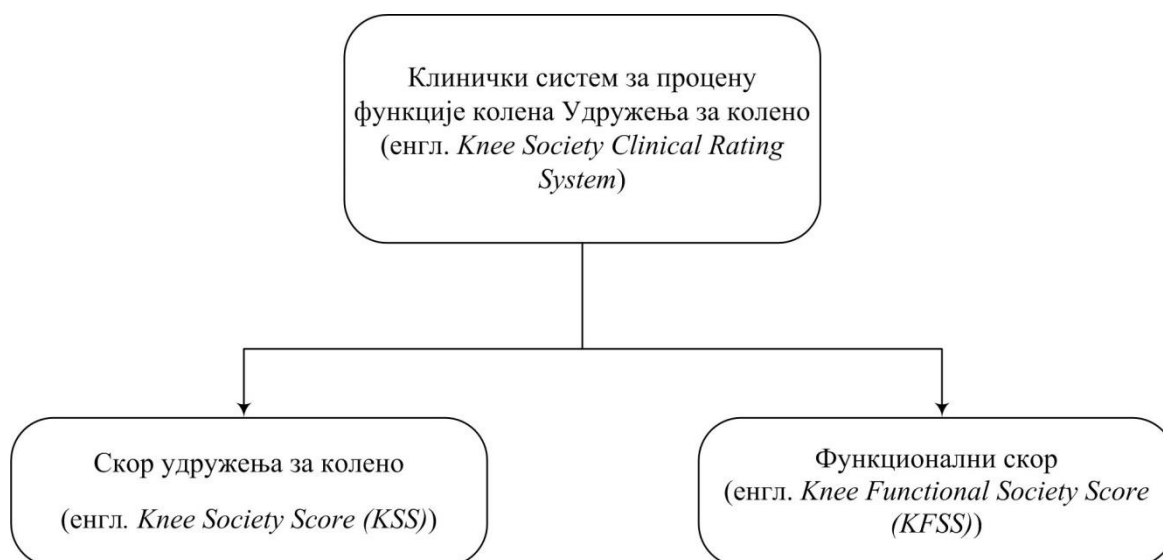 Клинички систем за процену
функције колена Удружења за колено
(енгл. Knee Society Clinical Rating
System)
Скор удружења за колено
(енгл. Knee Society Score (KSS))
Функционални скор
(енгл. Knee Functional Society Score
(KFSS))